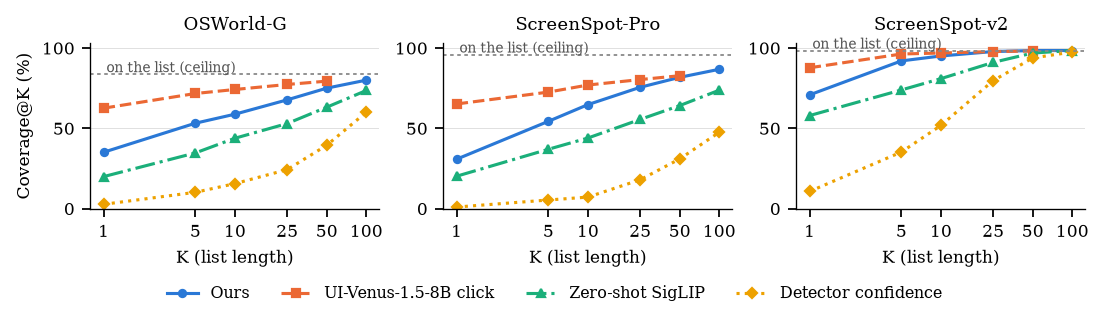 OSWorld-G
ScreenSpot-Pro
ScreenSpot-v2
Coverage@K (%)
100
50
0
on the list (ceiling)
1 5 10 25 50 100
K (list length)
100
50
0
on the list (ceiling)
1 5 10 25 50 100
K (list length)
100
50
0
on the list (ceiling)
1 5 10 25 50 100
K (list length)
Ours
UI-Venus-1.5-8B click
Zero-shot SigLIP
Detector confidence